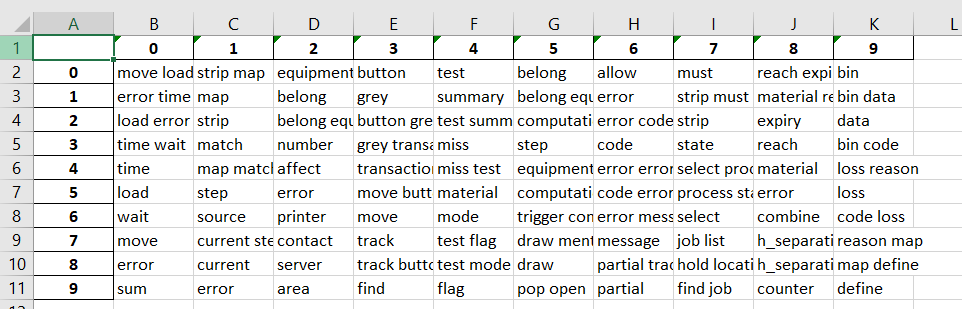 A B C D E F G H I J K L
1 0 1 2 3 4 5 6 7 8 9
2 0 move load strip map equipment button test belong allow must reach expi bin
3 1 error time map belong grey summary belong equ error strip must material re bin data
4 2 load error strip belong equ button gre test summ computati error code strip expiry data
5 3 time wait match number grey transa miss step code state reach bin code
6 4 time map matcl affect transactio miss test equipment error error select proc material loss reason
7 5 load step error move butt material computati code error process sta error loss
8 6 wait source printer move mode trigger con error mess select combine code loss
9 7 move current ste contact track test flag draw ment message job list h_separati reason map
10 8 error current server track butto test mode draw partial trac hold locati h_separati map define
11 9 sum error area find flag pop open partial find job counter define